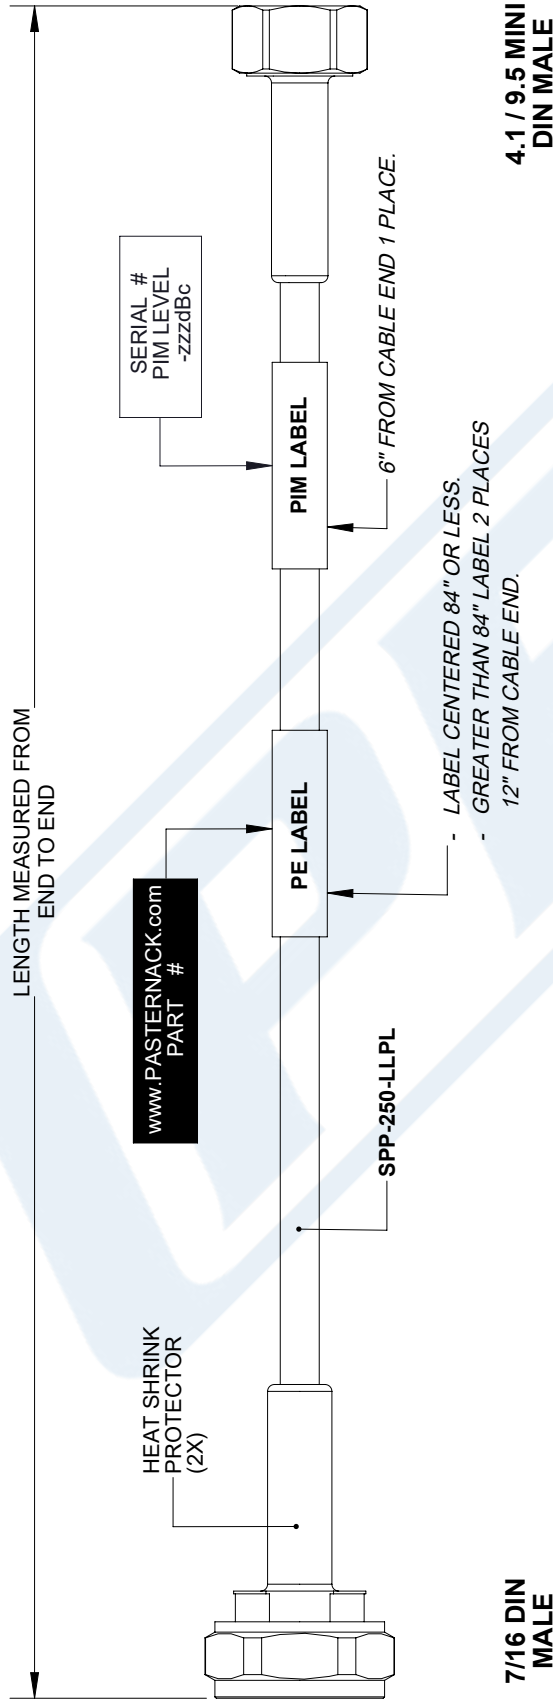 LENGTH MEASURED FROM
END TO END
HEAT SHRINK
PROTECTOR
(2X)
www.PASTERNACK.com
PART #
SERIAL #
PIM LEVEL
-zzzdBc
PE LABEL
PIM LABEL
SPP-250-LLPL
- LABEL CENTERED 84" OR LESS.
- GREATER THAN 84" LABEL 2 PLACES
12" FROM CABLE END.
6" FROM CABLE END 1 PLACE.
7/16 DIN
MALE
4.1 / 9.5 MINI
DIN MALE